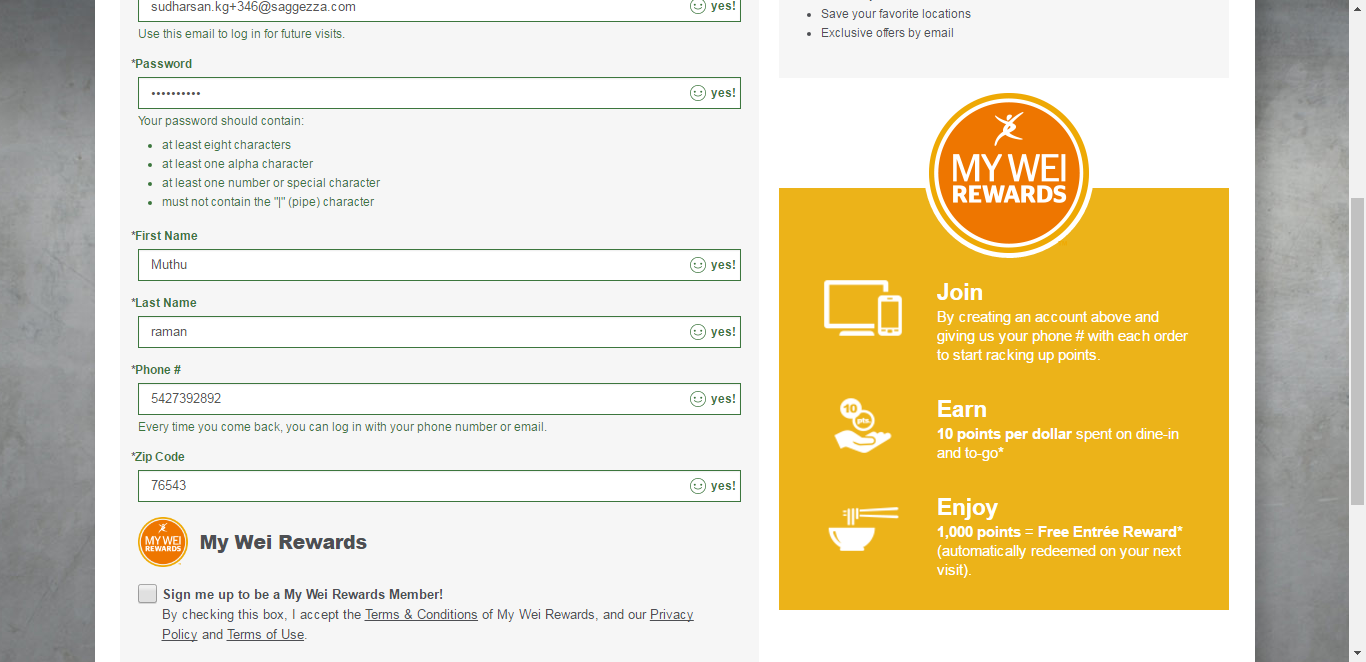 sudharsan.kg+346@saggezza.com
yes!
Use this email to log in for future visits.
*Password
••••••••••
yes!
Your password should contain:
• at least eight characters
• at least one alpha character
• at least one number or special character
• must not contain the "|" (pipe) character
*First Name
Muthu
yes!
*Last Name
raman
yes!
*Phone #
5427392892
yes!
Every time you come back, you can log in with your phone number or email.
*Zip Code
76543
yes!
MY WEI
REWARDS
My Wei Rewards
Sign me up to be a My Wei Rewards Member!
By checking this box, I accept the Terms & Conditions of My Wei Rewards, and our Privacy
Policy and Terms of Use.
• Save your favorite locations
• Exclusive offers by email
MY WEI
REWARDS
Join
By creating an account above and
giving us your phone # with each order
to start racking up points.
10
pts.
Earn
10 points per dollar spent on dine-in
and to-go*
Enjoy
1,000 points = Free Entrée Reward*
(automatically redeemed on your next
visit).